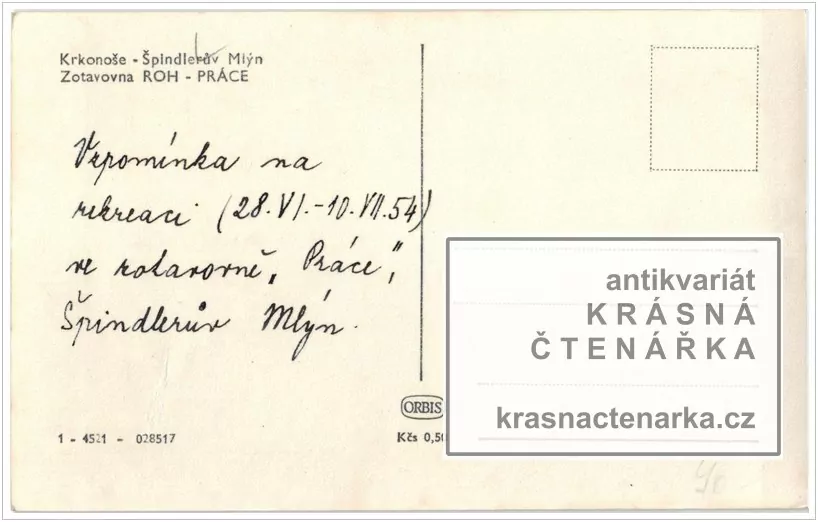 Krkonoše - Špindlerův Mlýn
Zotavovna ROH - PRÁCE
Vzpomínka na
rekreaci (28. VI. - 10. VII. 54)
ve zotavovně „Práce“,
Špindlerův Mlýn.
antikvariát
KRÁSNÁ
ČTENÁŘKA
krasnactenarka.cz
ORBIS
1 - 4521 - 028517
Kčs 0,50